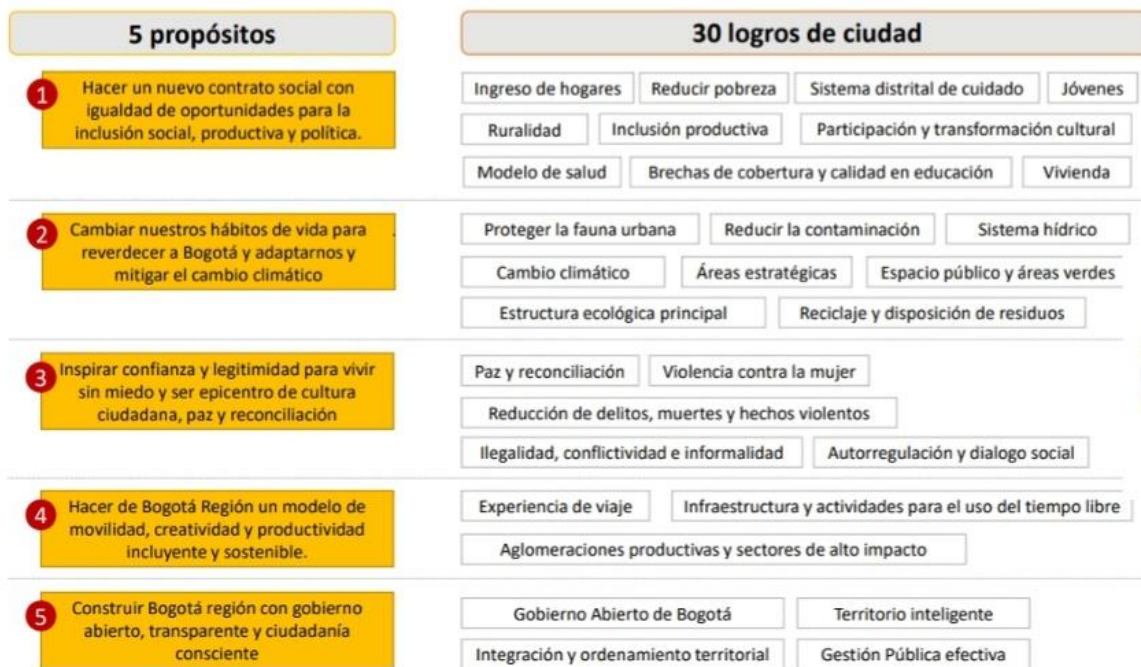 5 propósitos
30 logros de ciudad
1
Hacer un nuevo contrato social con
igualdad de oportunidades para la
inclusión social, productiva y política.
Ingreso de hogares
Reducir pobreza
Sistema distrital de cuidado
Jóvenes
Ruralidad
Inclusión productiva
Participación y transformación cultural
Modelo de salud
Brechas de cobertura y calidad en educación
Vivienda
2
Cambiar nuestros hábitos de vida para
reverdecer a Bogotá y adaptarnos y
mitigar el cambio climático
Proteger la fauna urbana
Reducir la contaminación
Sistema hídrico
Cambio climático
Áreas estratégicas
Espacio público y áreas verdes
Estructura ecológica principal
Reciclaje y disposición de residuos
3
Inspirar confianza y legitimidad para vivir
sin miedo y ser epicentro de cultura
ciudadana, paz y reconciliación
Paz y reconciliación
Violencia contra la mujer
Reducción de delitos, muertes y hechos violentos
Ilegalidad, conflictividad e informalidad
Autorregulación y dialogo social
4
Hacer de Bogotá Región un modelo de
movilidad, creatividad y productividad
incluyente y sostenible.
Experiencia de viaje
Infraestructura y actividades para el uso del tiempo libre
Aglomeraciones productivas y sectores de alto impacto
5
Construir Bogotá región con gobierno
abierto, transparente y ciudadanía
consciente
Gobierno Abierto de Bogotá
Territorio inteligente
Integración y ordenamiento territorial
Gestión Pública efectiva